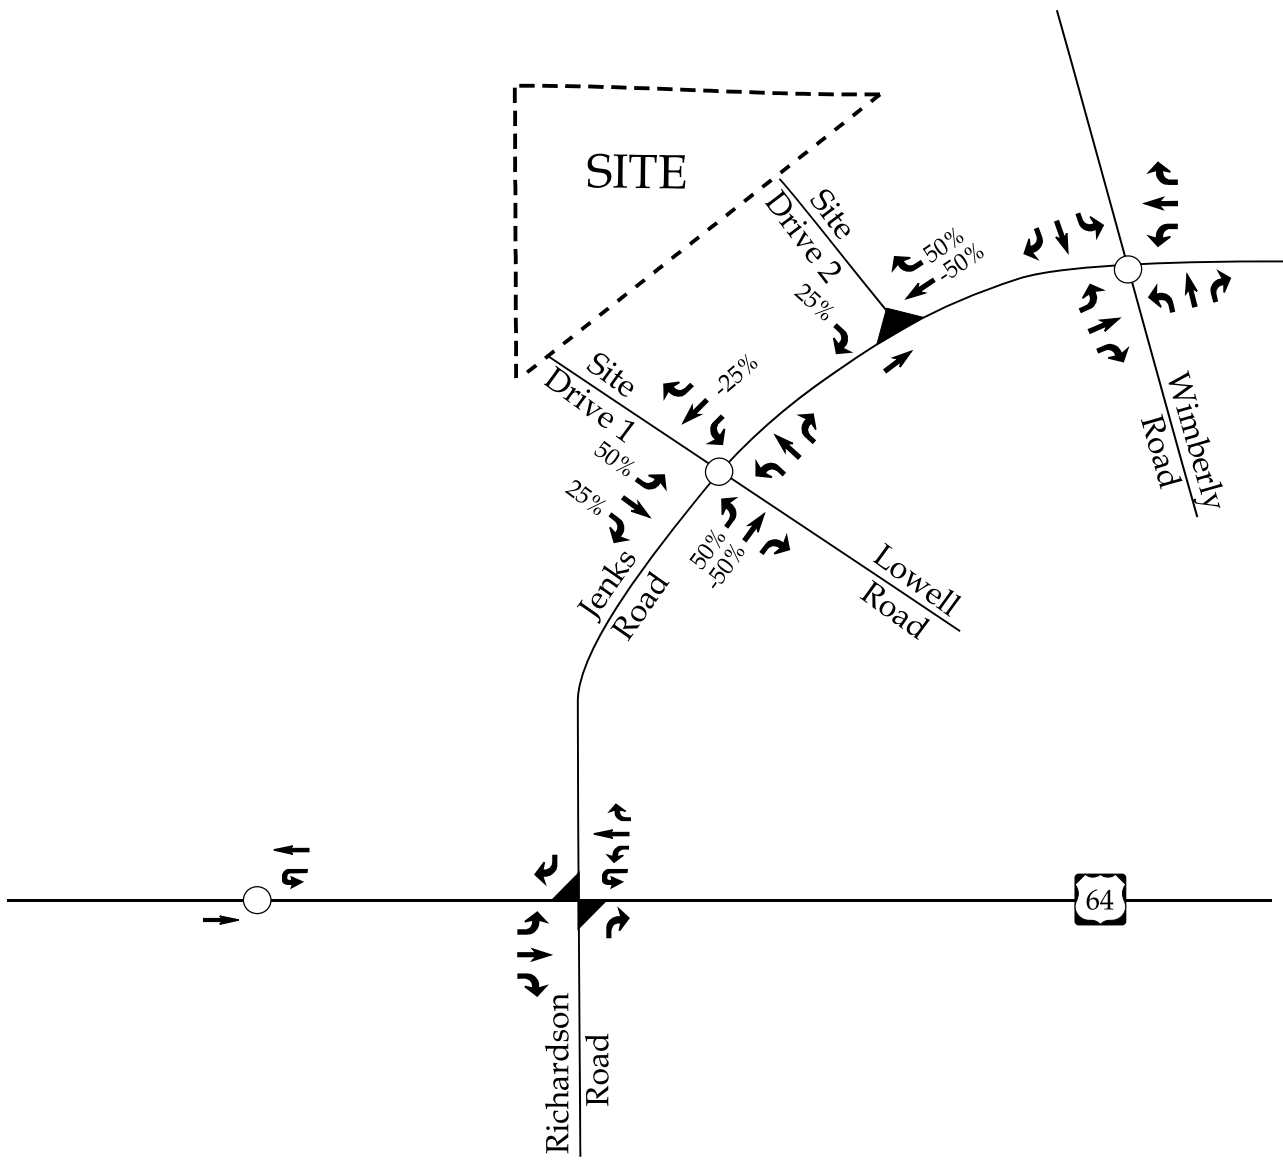 SITE
Site
Drive 2
50%
-50%
25%
Site
Drive 1
-25%
50%
25%
50%
-50%
Wimberly
Road
Lowell
Road
Jenks
Road
64
Richardson
Road